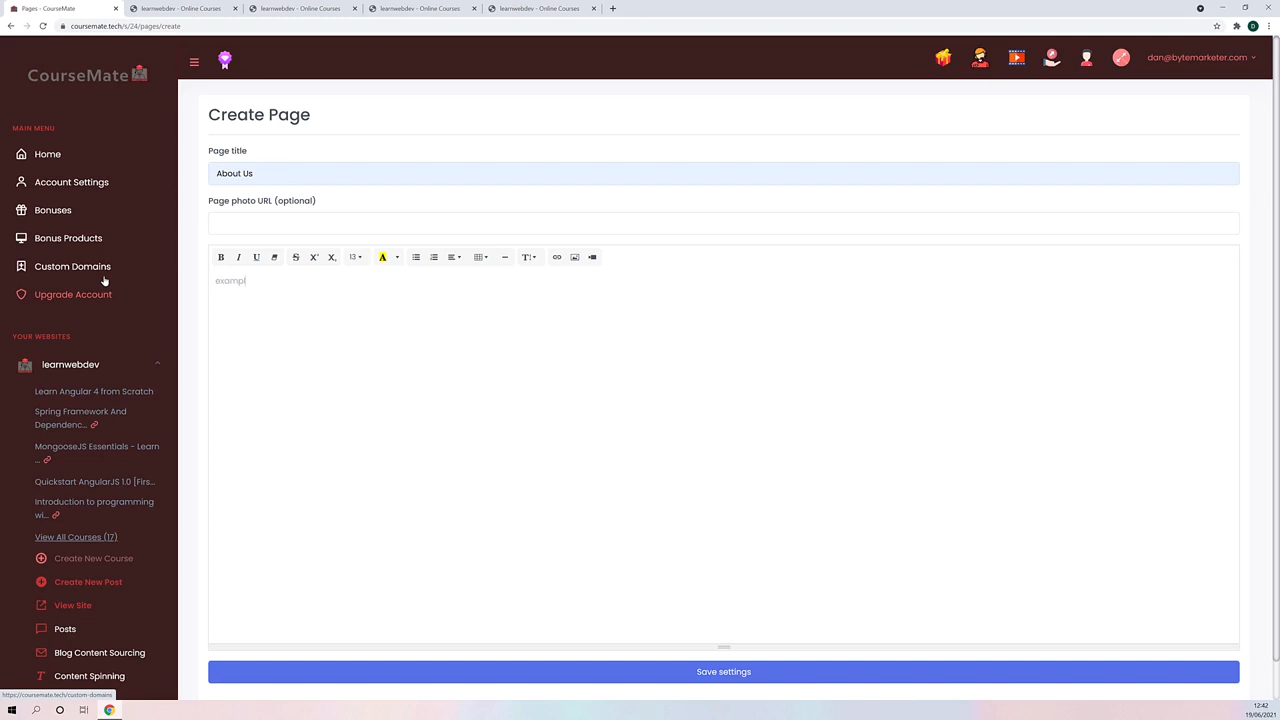 Pages - CourseMate
learnwebdev - Online Courses
learnwebdev - Online Courses
learnwebdev - Online Courses
learnwebdev - Online Courses
coursemate.tech/s/24/pages/create
D
CourseMate
dan@bytemarketer.com
MAIN MENU
Home
Account Settings
Bonuses
Bonus Products
Custom Domains
Upgrade Account
YOUR WEBSITES
learnwebdev
Learn Angular 4 from Scratch
Spring Framework And
Dependenc...
MongooseJS Essentials - Learn
...
Quickstart AngularJS 1.0 [Firs...
Introduction to programming
wi...
View All Courses (17)
Create New Course
Create New Post
View Site
Posts
Blog Content Sourcing
Content Spinning
https://coursemate.tech/custom-domains
Create Page
Page title
About Us
Page photo URL (optional)
B I U S X' X, 13 A T!
exampl
Save settings
12:42
19/06/2021